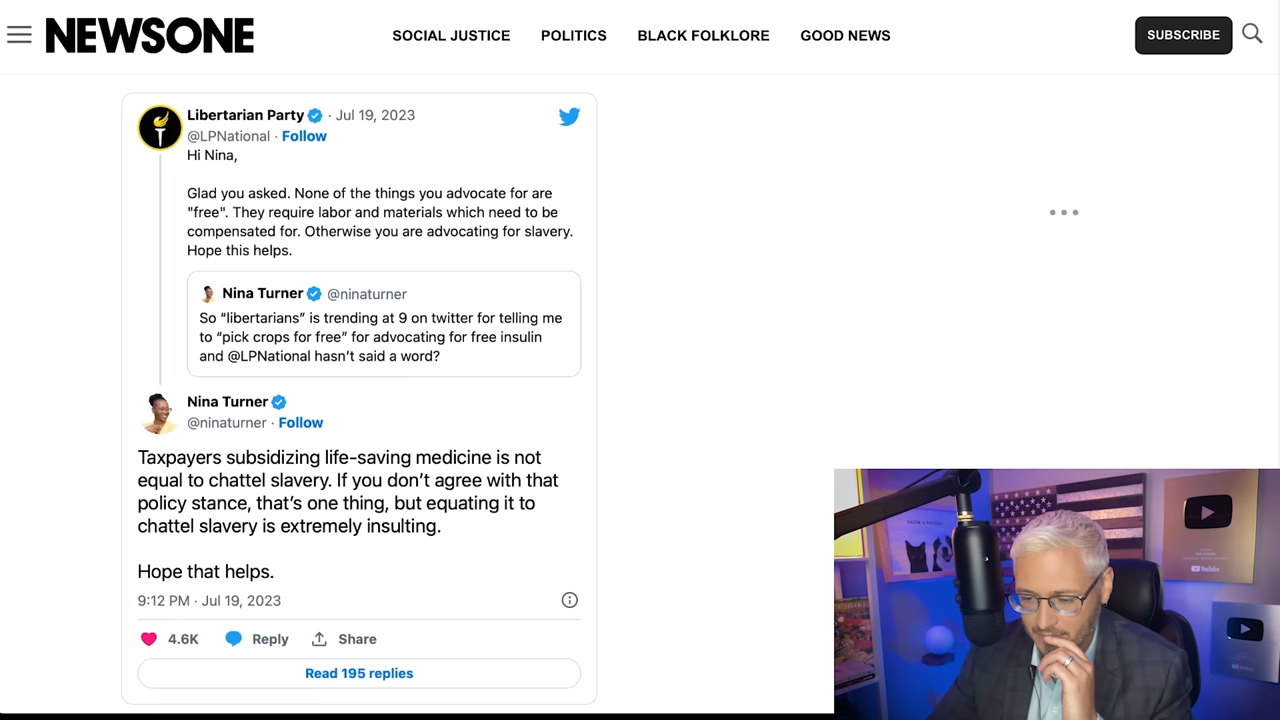 NEWSONE
SOCIAL JUSTICE
POLITICS
BLACK FOLKLORE
GOOD NEWS
SUBSCRIBE
Libertarian Party · Jul 19, 2023
@LPNational · Follow
Hi Nina,
Glad you asked. None of the things you advocate for are
"free". They require labor and materials which need to be
compensated for. Otherwise you are advocating for slavery.
Hope this helps.
Nina Turner @ninaturner
So “libertarians” is trending at 9 on twitter for telling me
to “pick crops for free” for advocating for free insulin
and @LPNational hasn’t said a word?
Nina Turner
@ninaturner · Follow
Taxpayers subsidizing life-saving medicine is not
equal to chattel slavery. If you don’t agree with that
policy stance, that’s one thing, but equating it to
chattel slavery is extremely insulting.
Hope that helps.
9:12 PM · Jul 19, 2023
4.6K Reply Share
Read 195 replies
YouTube